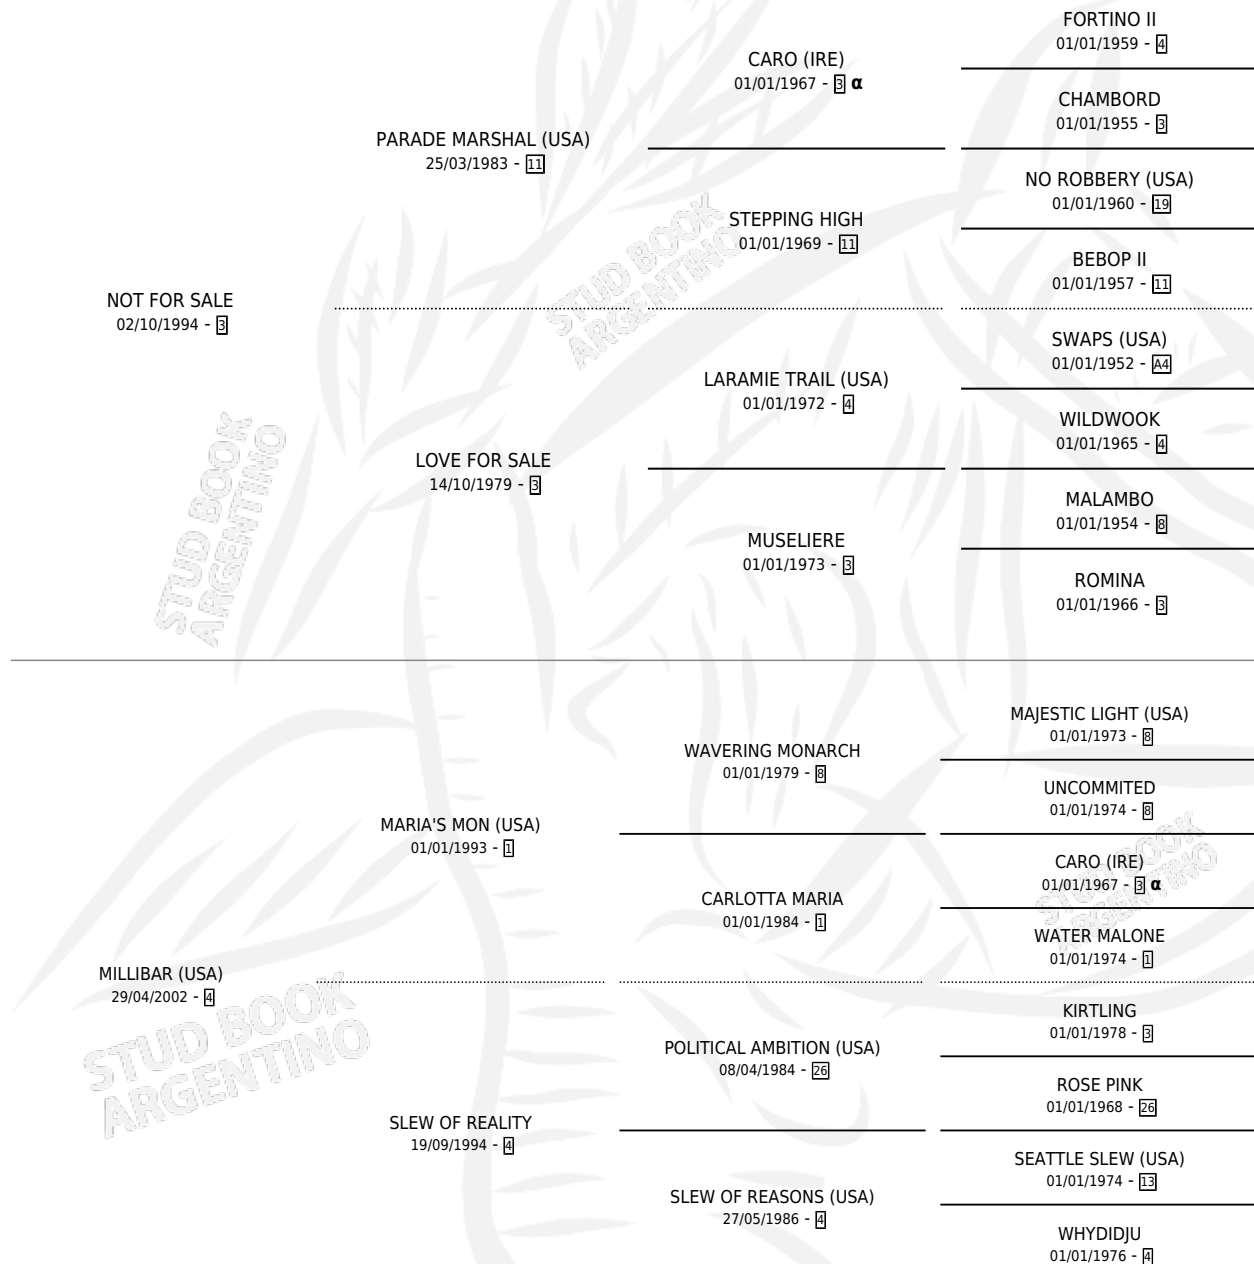 FORTINO II
01/01/1959 - 4
CARO (IRE)
01/01/1967 - 3 α
CHAMBORD
01/01/1955 - 3
PARADE MARSHAL (USA)
25/03/1983 - 11
NO ROBBERY (USA)
01/01/1960 - 19
STEPPING HIGH
01/01/1969 - 11
BEBOP II
01/01/1957 - 11
NOT FOR SALE
02/10/1994 - 3
SWAPS (USA)
01/01/1952 - A4
LARAMIE TRAIL (USA)
01/01/1972 - 4
WILDWOOK
01/01/1965 - 4
LOVE FOR SALE
14/10/1979 - 3
MALAMBO
01/01/1954 - 8
MUSELIERE
01/01/1973 - 3
ROMINA
01/01/1966 - 3
MAJESTIC LIGHT (USA)
01/01/1973 - 8
WAVERING MONARCH
01/01/1979 - 8
UNCOMMITED
01/01/1974 - 8
MARIA'S MON (USA)
01/01/1993 - 1
CARO (IRE)
01/01/1967 - 3 α
CARLOTTA MARIA
01/01/1984 - 1
WATER MALONE
01/01/1974 - 1
MILLIBAR (USA)
29/04/2002 - 4
KIRTLING
01/01/1978 - 3
POLITICAL AMBITION (USA)
08/04/1984 - 26
ROSE PINK
01/01/1968 - 26
SLEW OF REALITY
19/09/1994 - 4
SEATTLE SLEW (USA)
01/01/1974 - 13
SLEW OF REASONS (USA)
27/05/1986 - 4
WHYDIDJU
01/01/1976 - 4
STUD BOOK
ARGENTINO
STUD BOOK
ARGENTINO
STUD BOOK
ARGENTINO
STUD BOOK
ARGENTINO